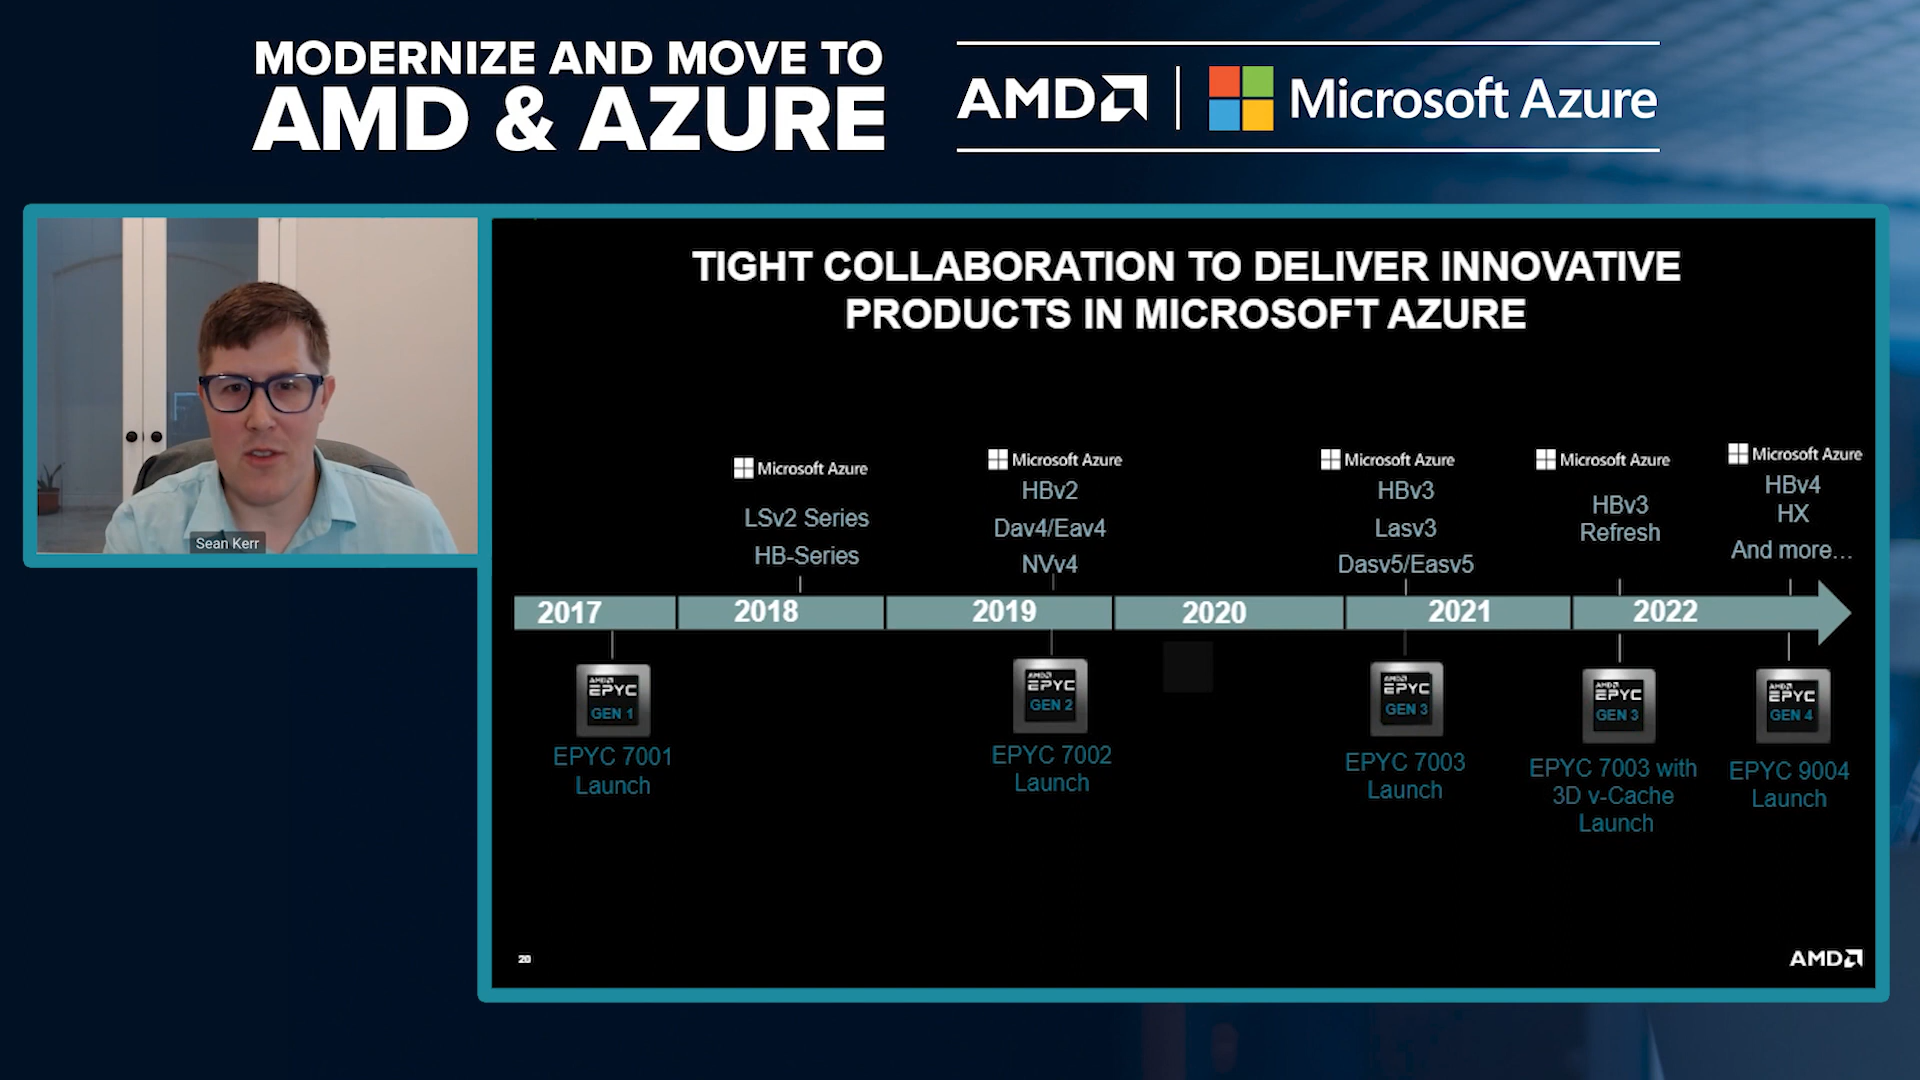 MODERNIZE AND MOVE TO
AMD & AZURE
AMD
Microsoft Azure
Sean Kerr
TIGHT COLLABORATION TO DELIVER INNOVATIVE
PRODUCTS IN MICROSOFT AZURE
Microsoft Azure
LSv2 Series
HB-Series
Microsoft Azure
HBv2
Dav4/Eav4
NVv4
Microsoft Azure
HBv3
Lasv3
Dasv5/Easv5
Microsoft Azure
HBv3
Refresh
Microsoft Azure
HBv4
HX
And more...
2017
2018
2019
2020
2021
2022
AMD
EPYC
GEN 1
EPYC 7001
Launch
AMD
EPYC
GEN 2
EPYC 7002
Launch
AMD
EPYC
GEN 3
EPYC 7003
Launch
AMD
EPYC
GEN 3
EPYC 7003 with
3D v-Cache
Launch
AMD
EPYC
GEN 4
EPYC 9004
Launch
20
AMD